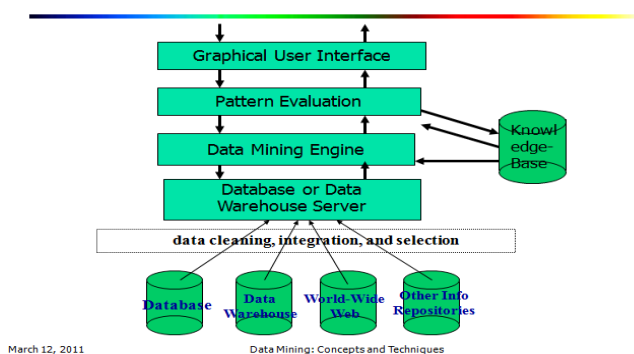 Graphical User Interface
Pattern Evaluation
Data Mining Engine
Knowl
edge-
Base
Database or Data
Warehouse Server
data cleaning, integration, and selection
Database
Data
Warehouse
World-Wide
Web
Other Info
Repositories
March 12, 2011
Data Mining: Concepts and Techniques